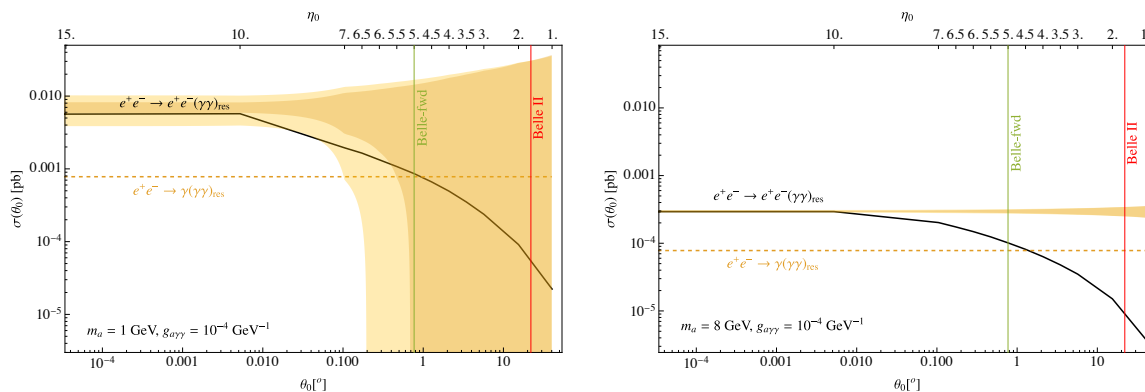 η₀
15. 10. 7. 6.5 6. 5.5 5. 4.5 4. 3.5 3. 2. 1.
0.010
0.001
10⁻⁴
10⁻⁵
σ(θ₀) [pb]
e⁺e⁻ → e⁺e⁻(γγ)res
e⁺e⁻ → γ(γγ)res
Belle-fwd
Belle II
mₐ = 1 GeV, gₐγγ = 10⁻⁴ GeV⁻¹
10⁻⁴ 0.001 0.010 0.100 1 10
θ₀[°]
η₀
15. 10. 7. 6.5 6. 5.5 5. 4.5 4. 3.5 3. 2. 1
0.010
0.001
10⁻⁴
10⁻⁵
σ(θ₀) [pb]
e⁺e⁻ → e⁺e⁻(γγ)res
e⁺e⁻ → γ(γγ)res
Belle-fwd
Belle II
mₐ = 8 GeV, gₐγγ = 10⁻⁴ GeV⁻¹
10⁻⁴ 0.001 0.010 0.100 1 10
θ₀[°]